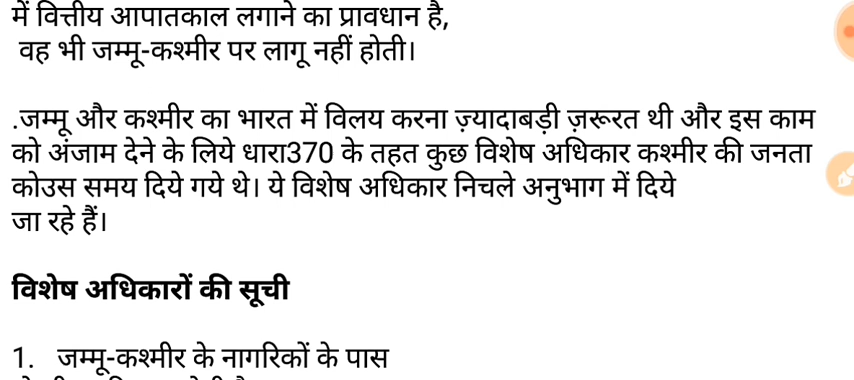 में वित्तीय आपातकाल लगाने का प्रावधान है,
वह भी जम्मू-कश्मीर पर लागू नहीं होती।
.जम्मू और कश्मीर का भारत में विलय करना ज़्यादाबड़ी ज़रूरत थी और इस काम
को अंजाम देने के लिये धारा370 के तहत कुछ विशेष अधिकार कश्मीर की जनता
कोउस समय दिये गये थे। ये विशेष अधिकार निचले अनुभाग में दिये
जा रहे हैं।
विशेष अधिकारों की सूची
1. जम्मू-कश्मीर के नागरिकों के पास